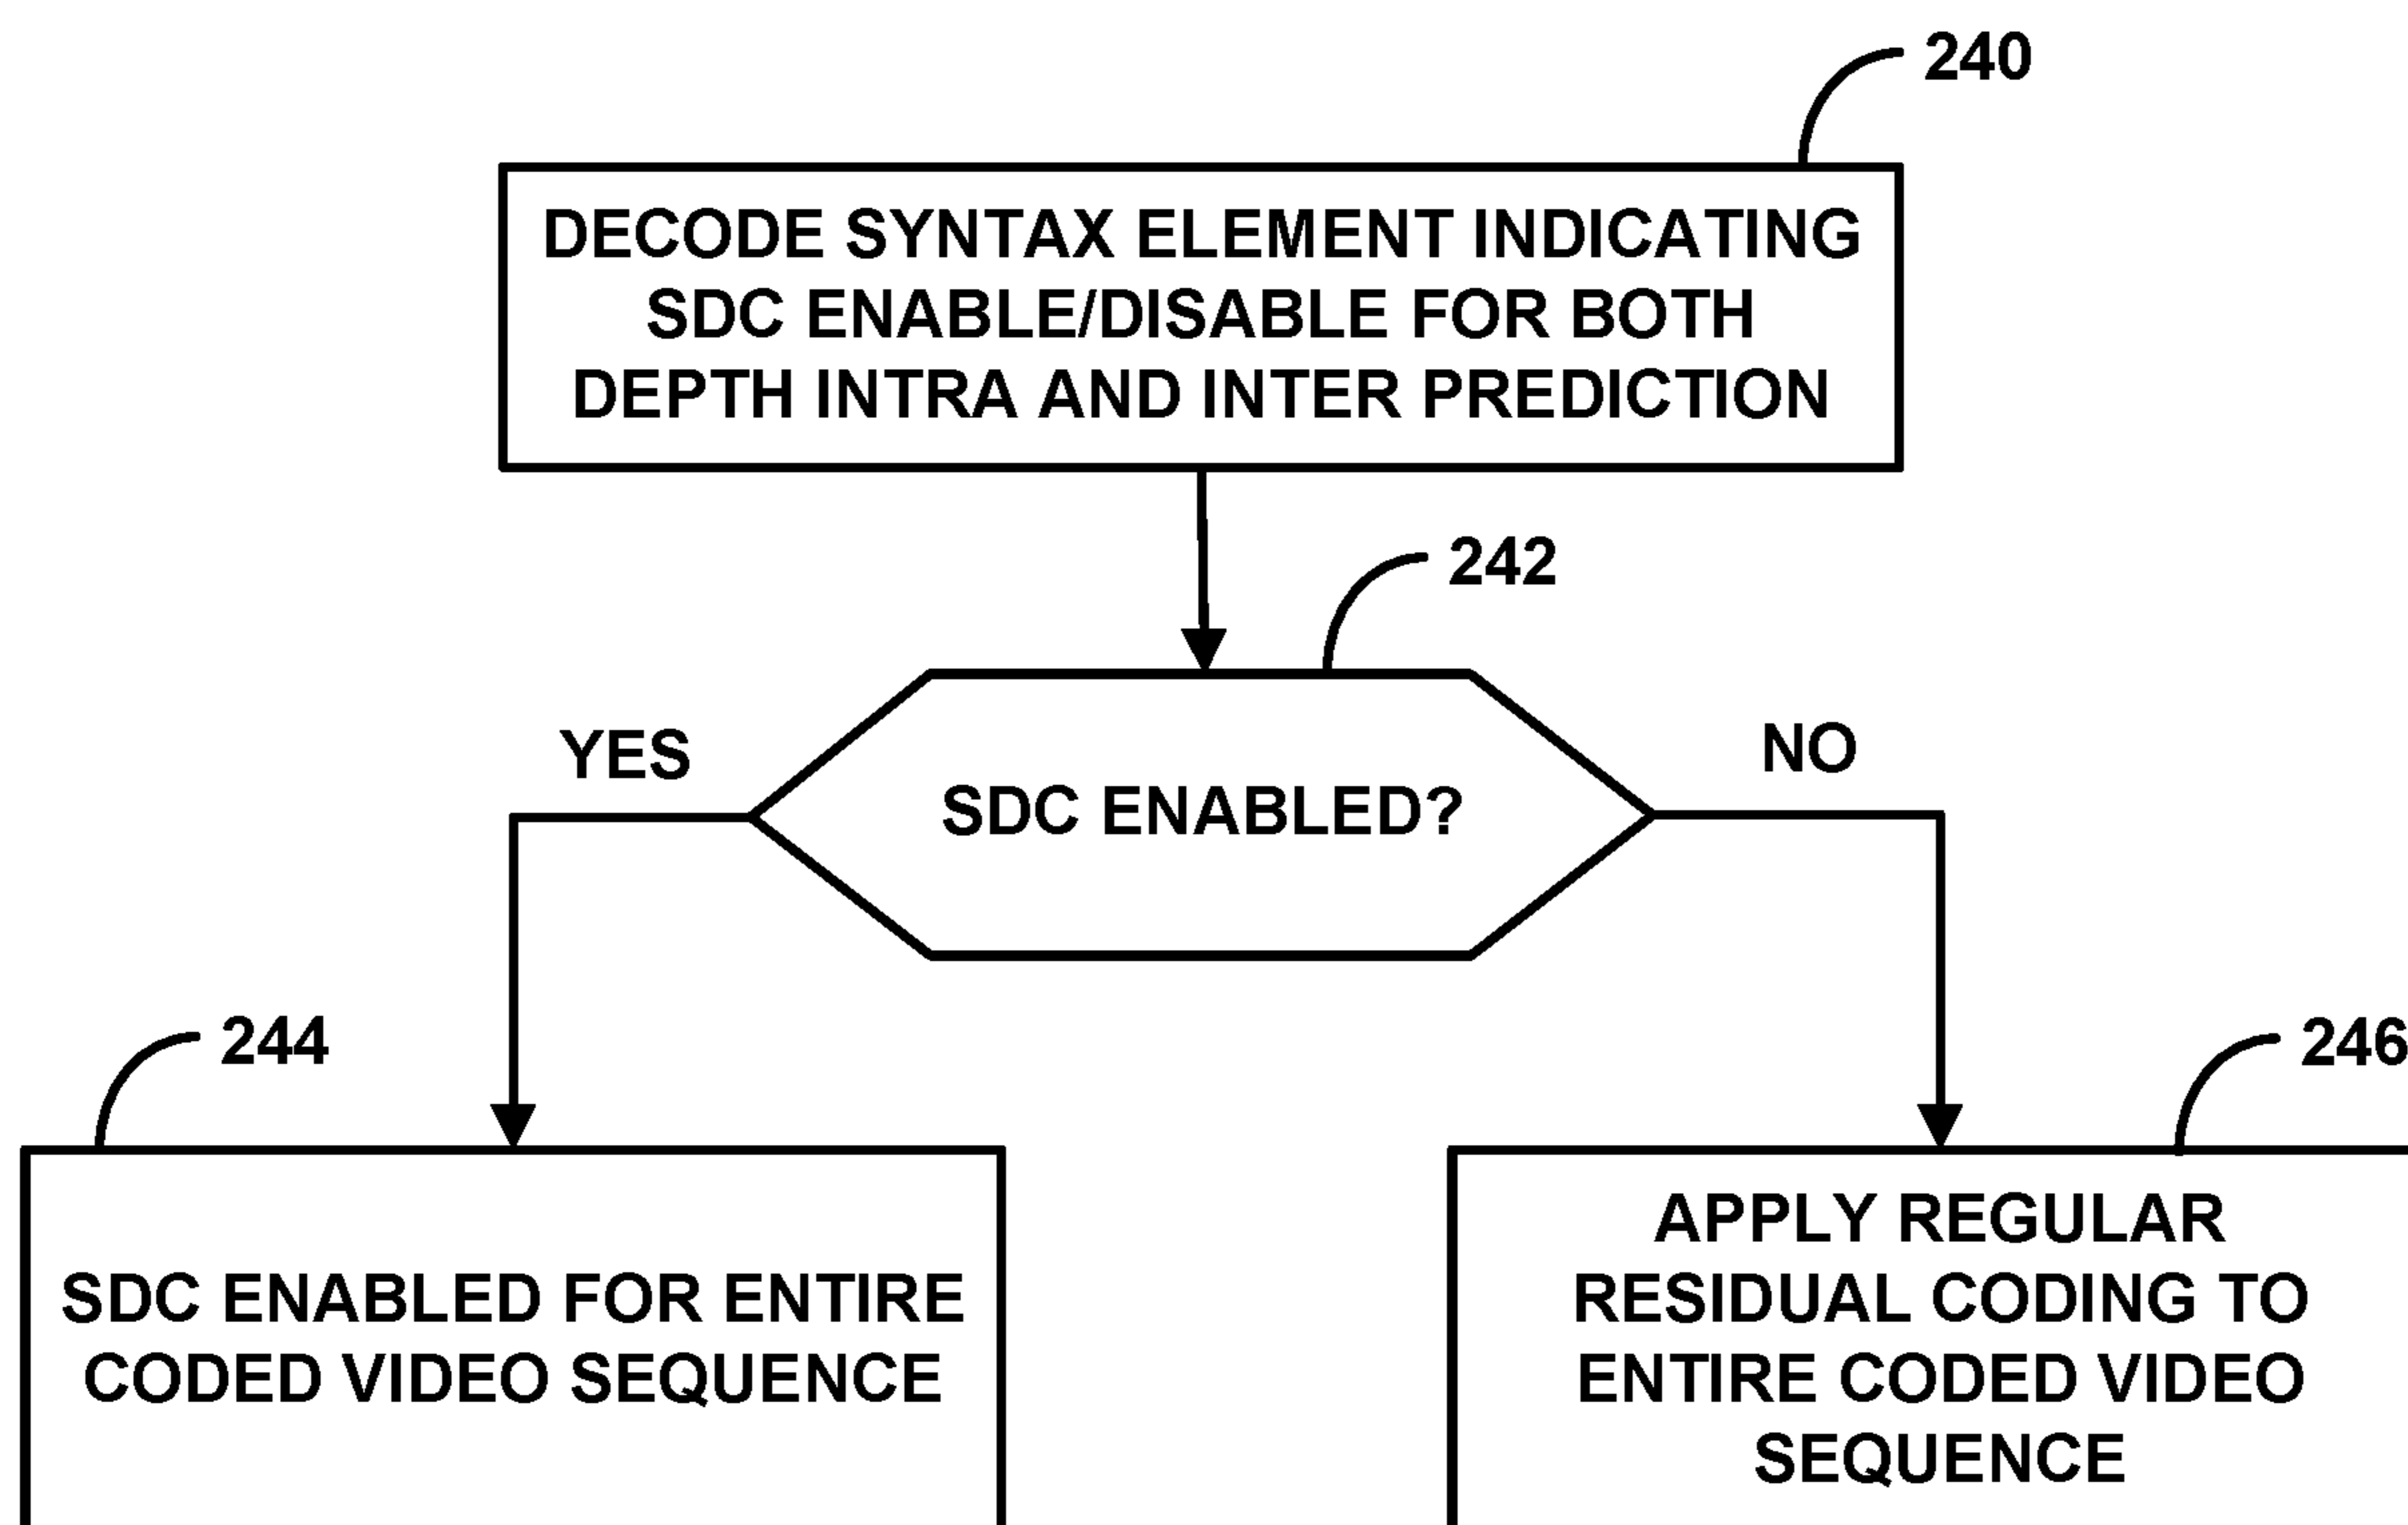 240
DECODE SYNTAX ELEMENT INDICATING
SDC ENABLE/DISABLE FOR BOTH
DEPTH INTRA AND INTER PREDICTION
242
YES
NO
SDC ENABLED?
244
246
SDC ENABLED FOR ENTIRE
CODED VIDEO SEQUENCE
APPLY REGULAR
RESIDUAL CODING TO
ENTIRE CODED VIDEO
SEQUENCE